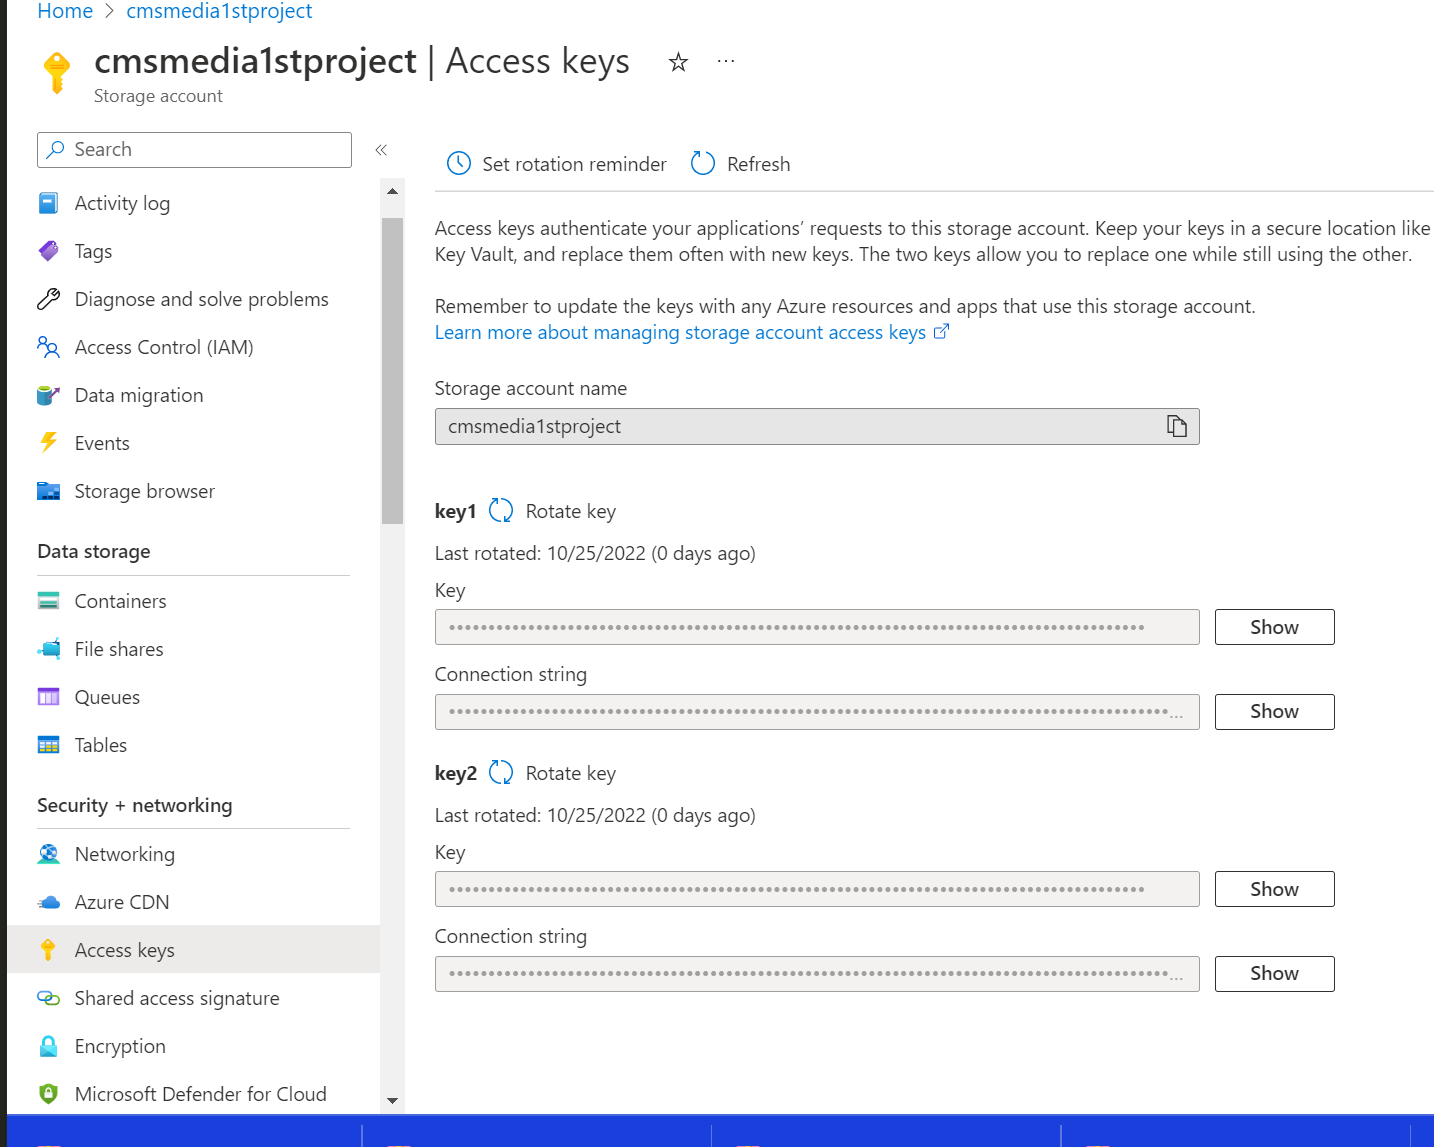 Home > cmsmedia1stproject
cmsmedia1stproject | Access keys
Storage account
Search
Activity log
Tags
Diagnose and solve problems
Access Control (IAM)
Data migration
Events
Storage browser
Data storage
Containers
File shares
Queues
Tables
Security + networking
Networking
Azure CDN
Access keys
Shared access signature
Encryption
Microsoft Defender for Cloud
Set rotation reminder
Refresh
Access keys authenticate your applications’ requests to this storage account. Keep your keys in a secure location like
Key Vault, and replace them often with new keys. The two keys allow you to replace one while still using the other.
Remember to update the keys with any Azure resources and apps that use this storage account.
Learn more about managing storage account access keys
Storage account name
cmsmedia1stproject
key1 Rotate key
Last rotated: 10/25/2022 (0 days ago)
Key
Show
Connection string
Show
key2 Rotate key
Last rotated: 10/25/2022 (0 days ago)
Key
Show
Connection string
Show